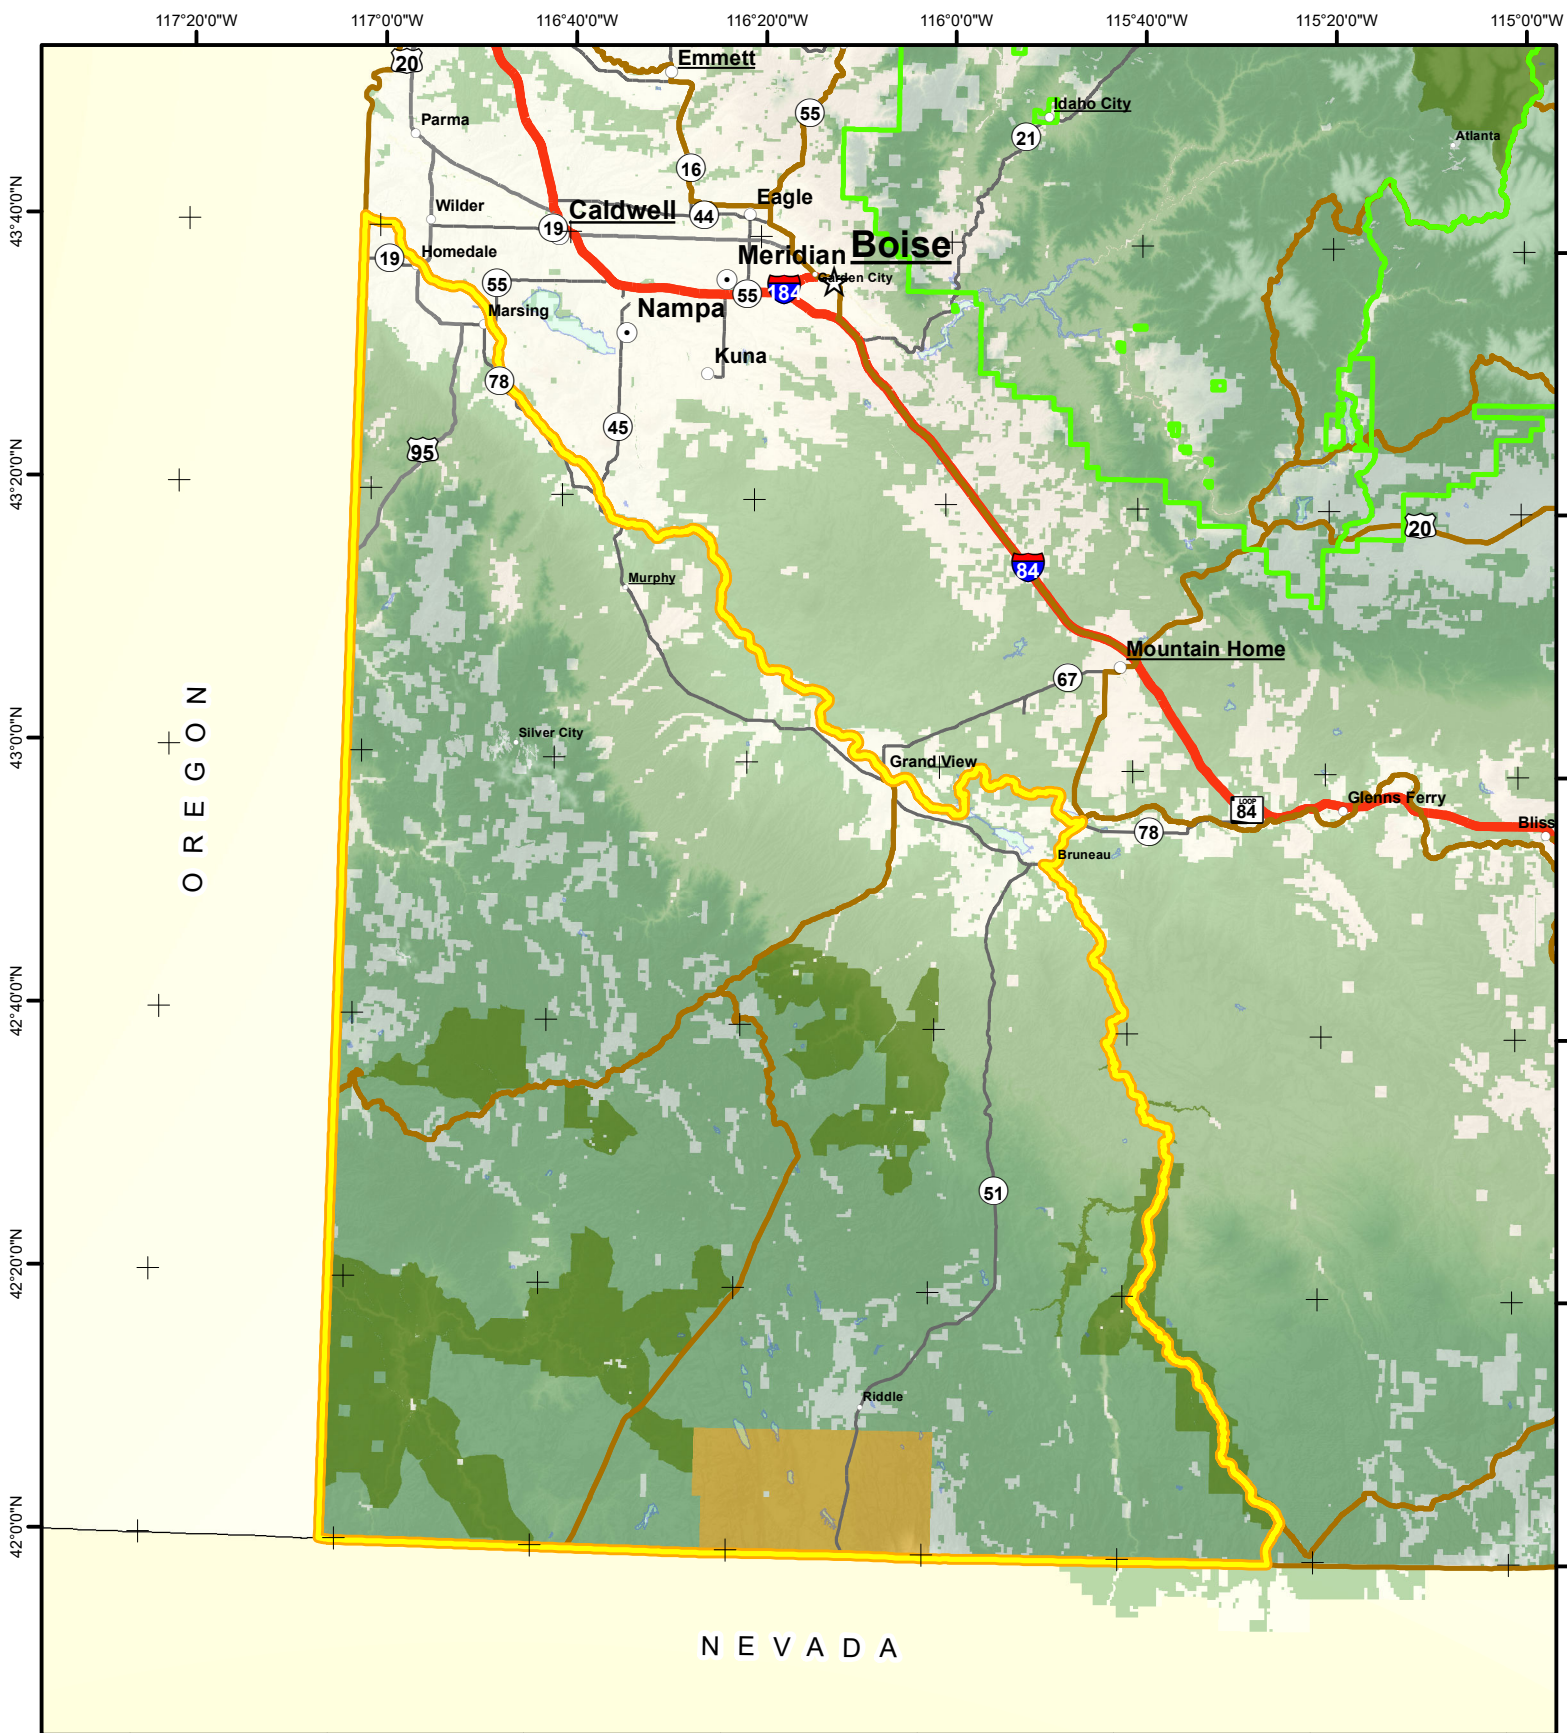 117°20'0"W
117°0'0"W
116°40'0"W
116°20'0"W
116°0'0"W
115°40'0"W
115°20'0"W
115°0'0"W
20
Emmett
55
Idaho City
21
Parma
Atlanta
16
43°40'0"N
Wilder
Caldwell
44
Eagle
19
Homedale
19
Meridian
Boise
Garden City
55
55
184
Marsing
Nampa
Kuna
78
45
95
43°20'0"N
20
84
Murphy
Mountain Home
67
OREGON
43°0'0"N
Silver City
Grand View
LOOP
84
Glenns Ferry
Bliss
78
Bruneau
42°40'0"N
51
42°20'0"N
Riddle
42°0'0"N
NEVADA